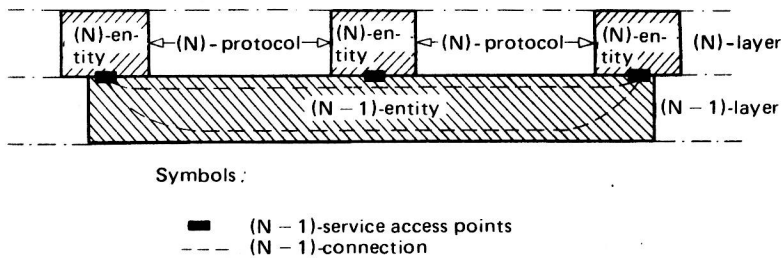 (N)-en-
tity
(N)-protocol
(N)-en-
tity
(N)-protocol
(N)-en-
tity
(N)-layer
(N – 1)-entity
(N – 1)-layer
Symbols:
(N – 1)-service access points
(N – 1)-connection